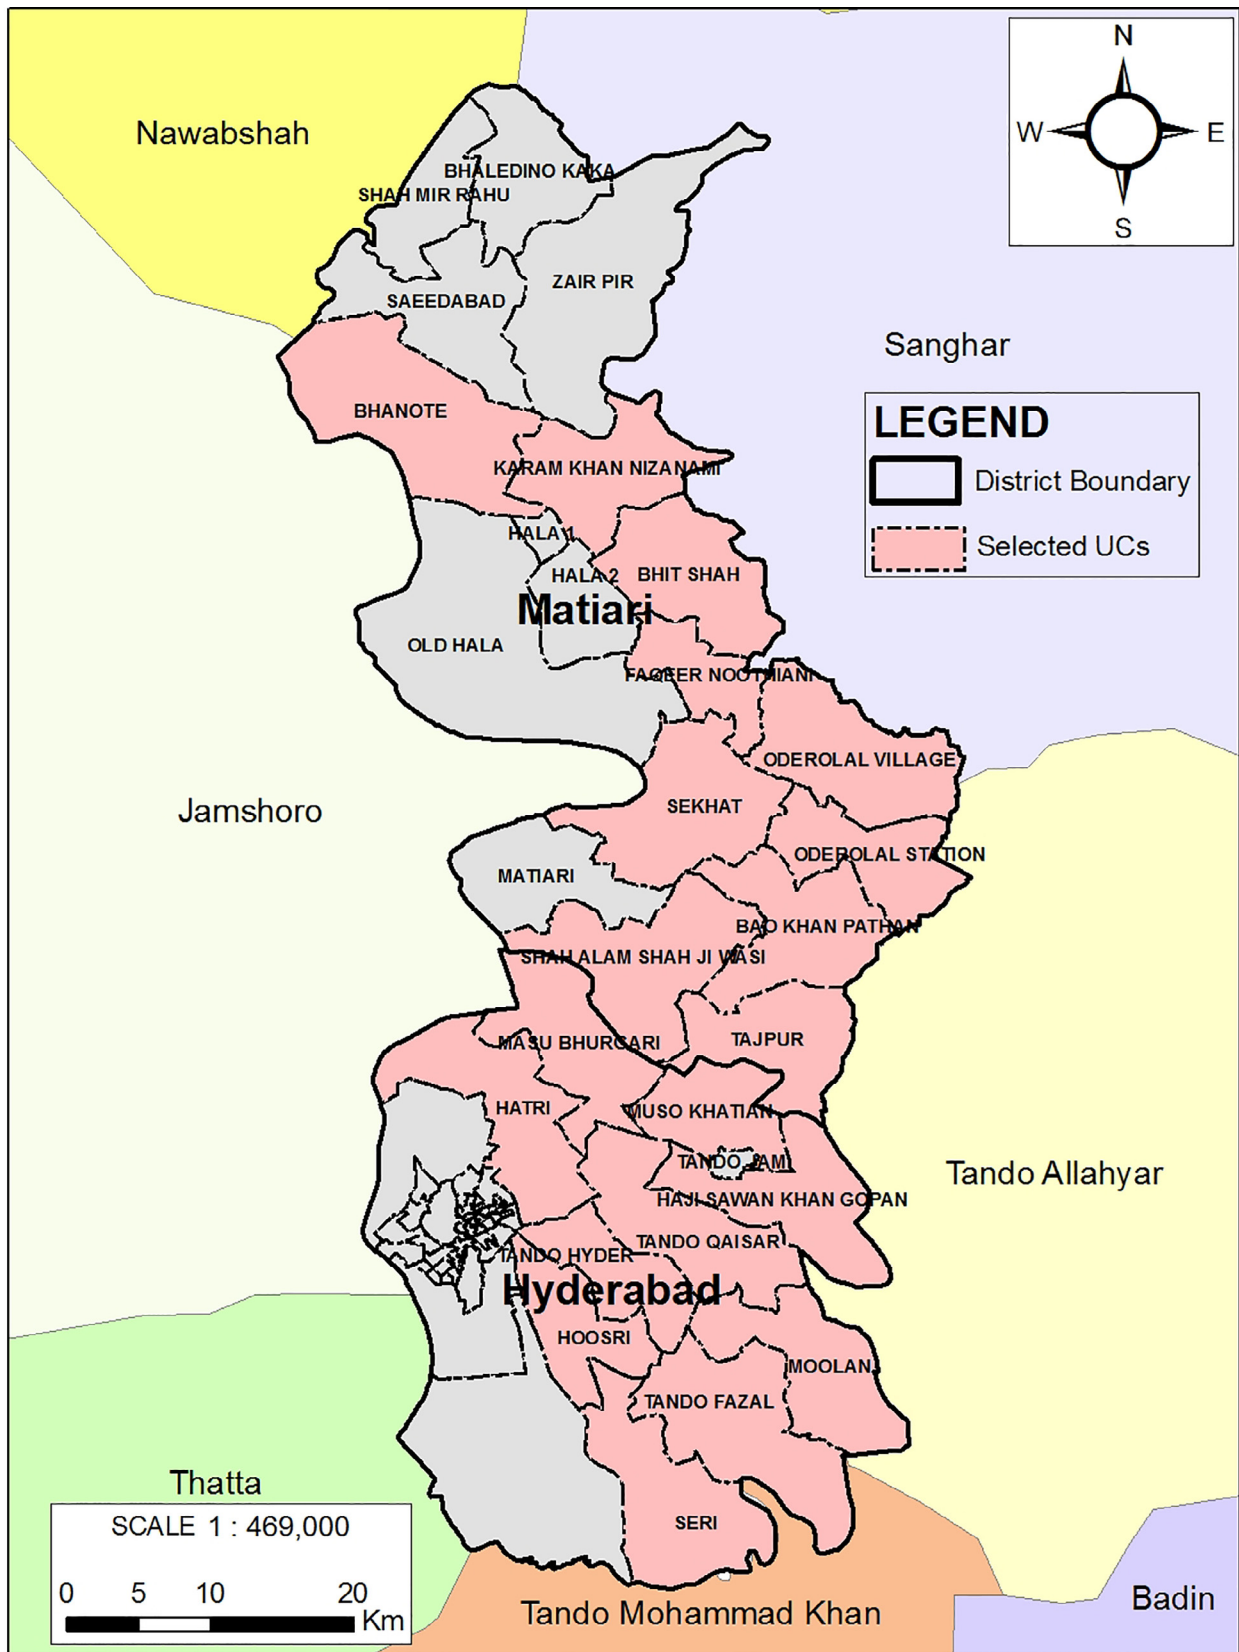 N
Nawabshah
W
E
BHALEDINO KAKA
SHAH MIR RAHU
S
ZAIR PIR
SAEEDABAD
Sanghar
BHANOTE
LEGEND
KARAM KHAN NIZANAMI
District Boundary
HALA 1
Selected UCs
HALA 2
BHIT SHAH
Matiari
OLD HALA
FAQEER NOOTHIANI
ODEROLAL VILLAGE
SEKHAT
Jamshoro
ODEROLAL STATION
MATIARI
BAO KHAN PATHAN
SHAH ALAM SHAH JI WASI
TAJPUR
MASU BHURGARI
HATRI
MUSO KHATIAN
TANDO JAM
Tando Allahyar
HAJI SAWAN KHAN GOPAN
TANDO QAISAR
TANDO HYDER
Hyderabad
HOOSRI
MOOLAN
TANDO FAZAL
Thatta
SERI
SCALE 1 : 469,000
0 5 10 20
Km
Badin
Tando Mohammad Khan